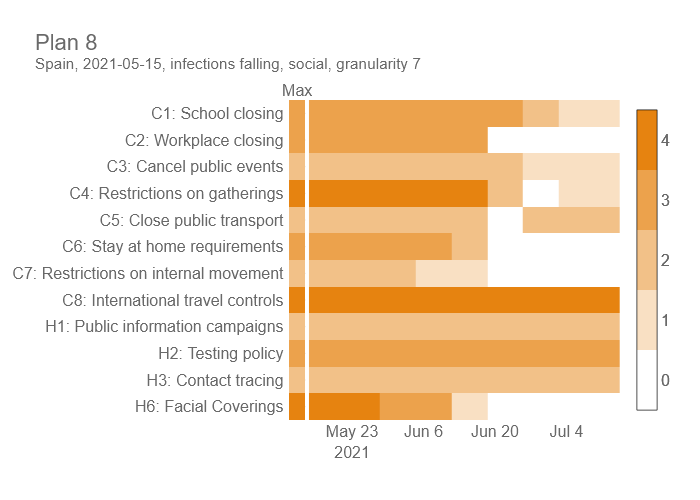 Plan 8
Spain, 2021-05-15, infections falling, social, granularity 7
Max
C1: School closing
C2: Workplace closing
C3: Cancel public events
C4: Restrictions on gatherings
C5: Close public transport
C6: Stay at home requirements
C7: Restrictions on internal movement
C8: International travel controls
H1: Public information campaigns
H2: Testing policy
H3: Contact tracing
H6: Facial Coverings
May 23 Jun 6 Jun 20 Jul 4
2021
4
3
2
1
0